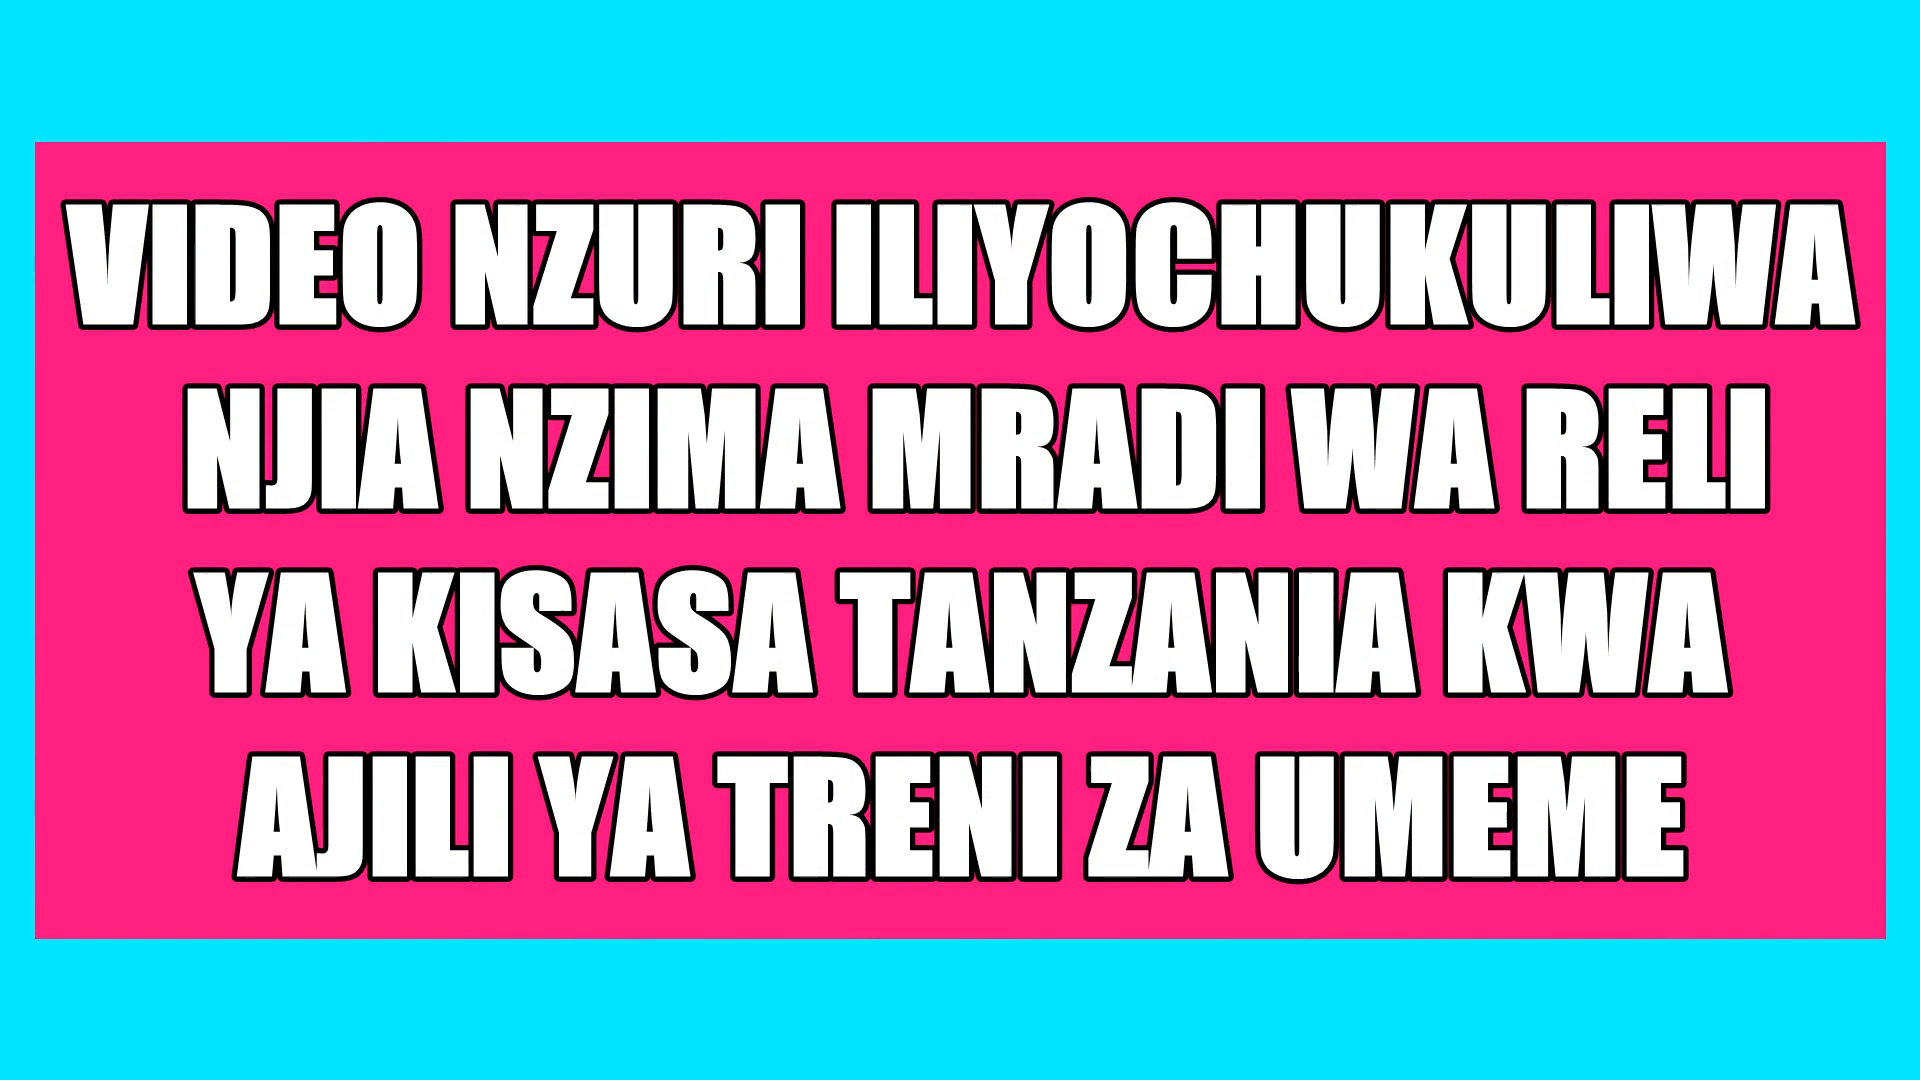 VIDEO NZURI ILIYOCHUKULIWA
NJIA NZIMA MRADI WA RELI
YA KISASA TANZANIA KWA
AJILI YA TRENI ZA UMEME